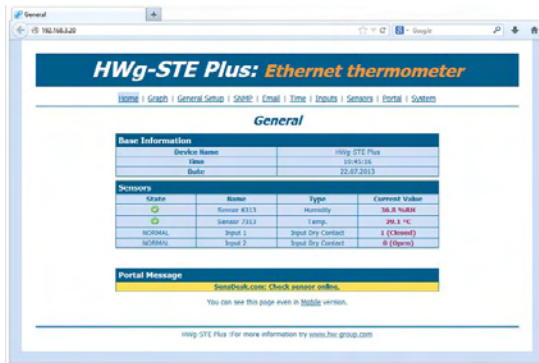 General
192.168.3.20
Google
HWg-STE Plus: Ethernet thermometer
Home | Graph | General Setup | SNMP | Email | Time | Inputs | Sensors | Portal | System
General
Base Information
Device Name HWg STE Plus
Time 10:45:16
Date 22.07.2013
Sensors
State Name Type Current Value
Sensor 6313 Humidity 36.8 %RH
Sensor 7313 Temp. 29.1 °C
NORMAL Input 1 Input Dry Contact 1 (Closed)
NORMAL Input 2 Input Dry Contact 0 (Open)
Portal Message
SensDesk.com: Check sensor online.
You can see this page even in Mobile version.
HWg-STE Plus :For more information try www.hw-group.com